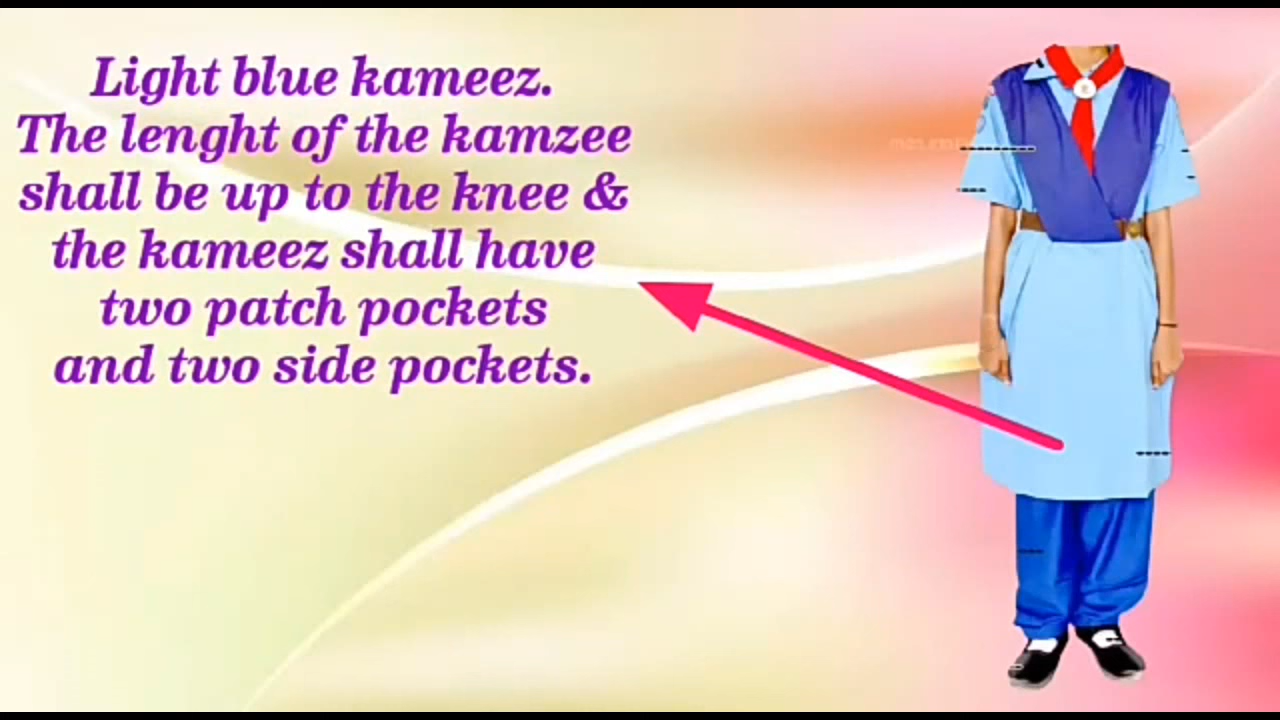 Light blue kameez.
The lenght of the kamzee
shall be up to the knee &
the kameez shall have
two patch pockets
and two side pockets.